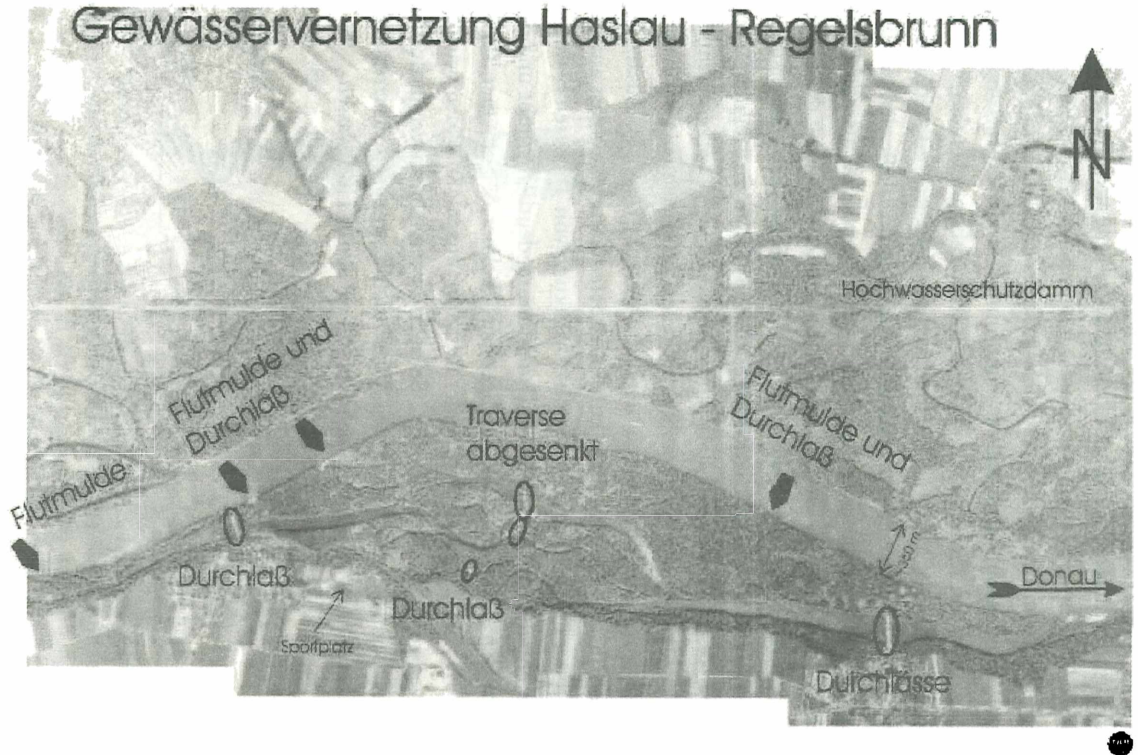 Gewässervernetzung Haslau - Regelsbrunn
N
Hochwasserschutzdamm
Flutmulde und
Durchlaß
Traverse
abgesenkt
Flutmulde und
Durchlaß
Flutmulde
Durchlaß
Durchlaß
Sportplatz
Donau
Durchlässe